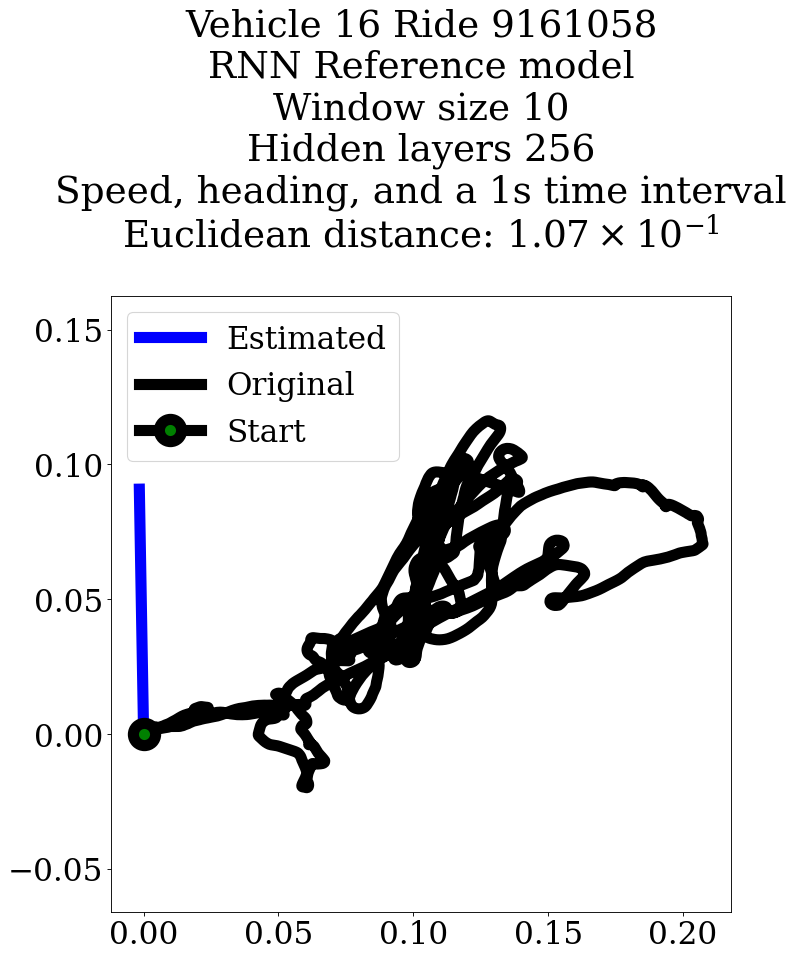 Vehicle 16 Ride 9161058
RNN Reference model
Window size 10
Hidden layers 256
Speed, heading, and a 1s time interval
Euclidean distance: 1.07 × 10⁻¹
Estimated
Original
Start
0.15
0.10
0.05
0.00
−0.05
0.00 0.05 0.10 0.15 0.20